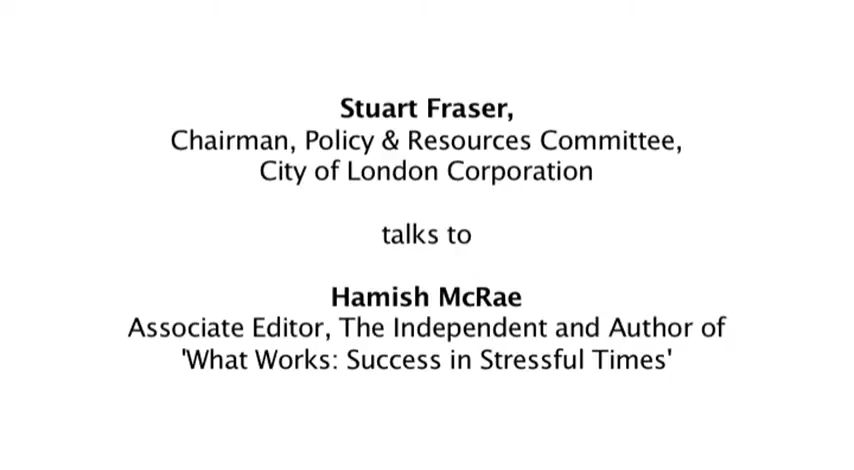 Stuart Fraser,
Chairman, Policy & Resources Committee,
City of London Corporation
talks to
Hamish McRae
Associate Editor, The Independent and Author of
'What Works: Success in Stressful Times'